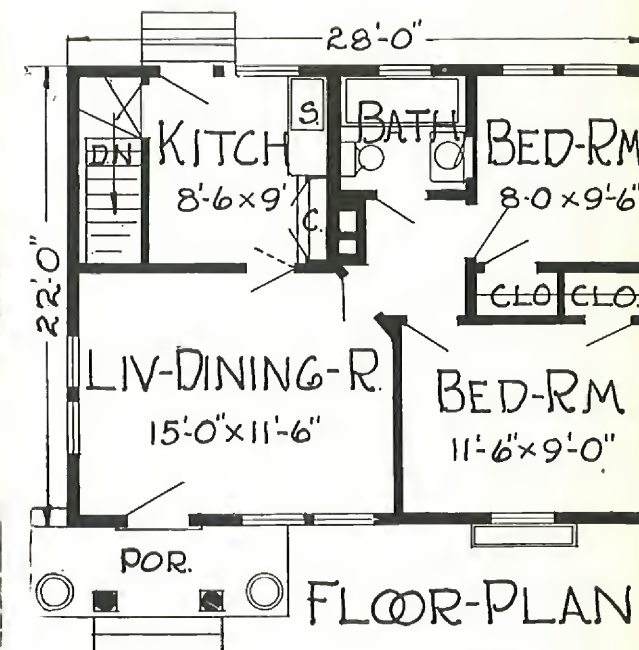 28'-0"
S.
BATH
KITCH
DN
BED-RM
8'-6 x 9'
8-0 x 9'-6"
C.
22'-0"
CLO
CLO.
LIV-DINING-R.
BED-RM
15'-0" x 11'-6"
11'-6" x 9'-0"
POR.
FLOOR-PLAN